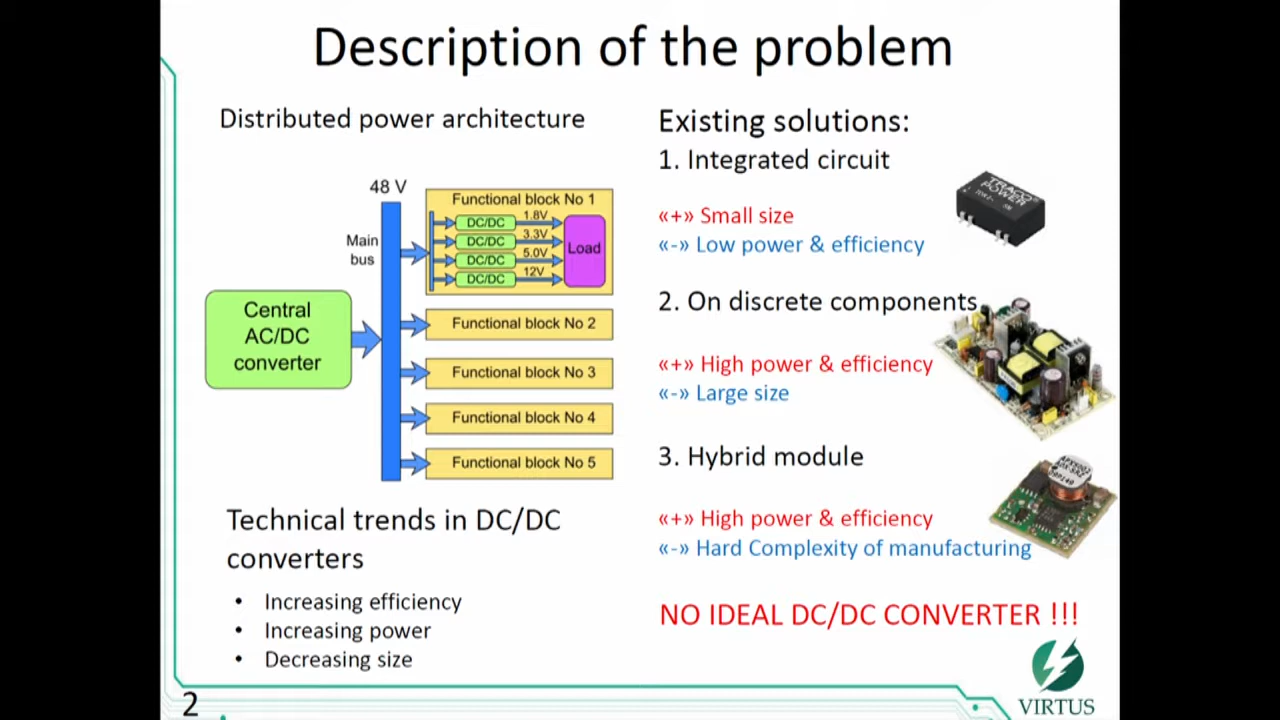 Description of the problem
Distributed power architecture
48 V
Main
bus
Central
AC/DC
converter
Functional block No 1
DC/DC
1.8V
DC/DC
3.3V
DC/DC
5.0V
DC/DC
12V
Load
Functional block No 2
Functional block No 3
Functional block No 4
Functional block No 5
Technical trends in DC/DC
converters
• Increasing efficiency
• Increasing power
• Decreasing size
Existing solutions:
1. Integrated circuit
TRACO
POWER
«+» Small size
«-» Low power & efficiency
2. On discrete components
«+» High power & efficiency
«-» Large size
3. Hybrid module
«+» High power & efficiency
«-» Hard Complexity of manufacturing
NO IDEAL DC/DC CONVERTER !!!
VIRTUS
2